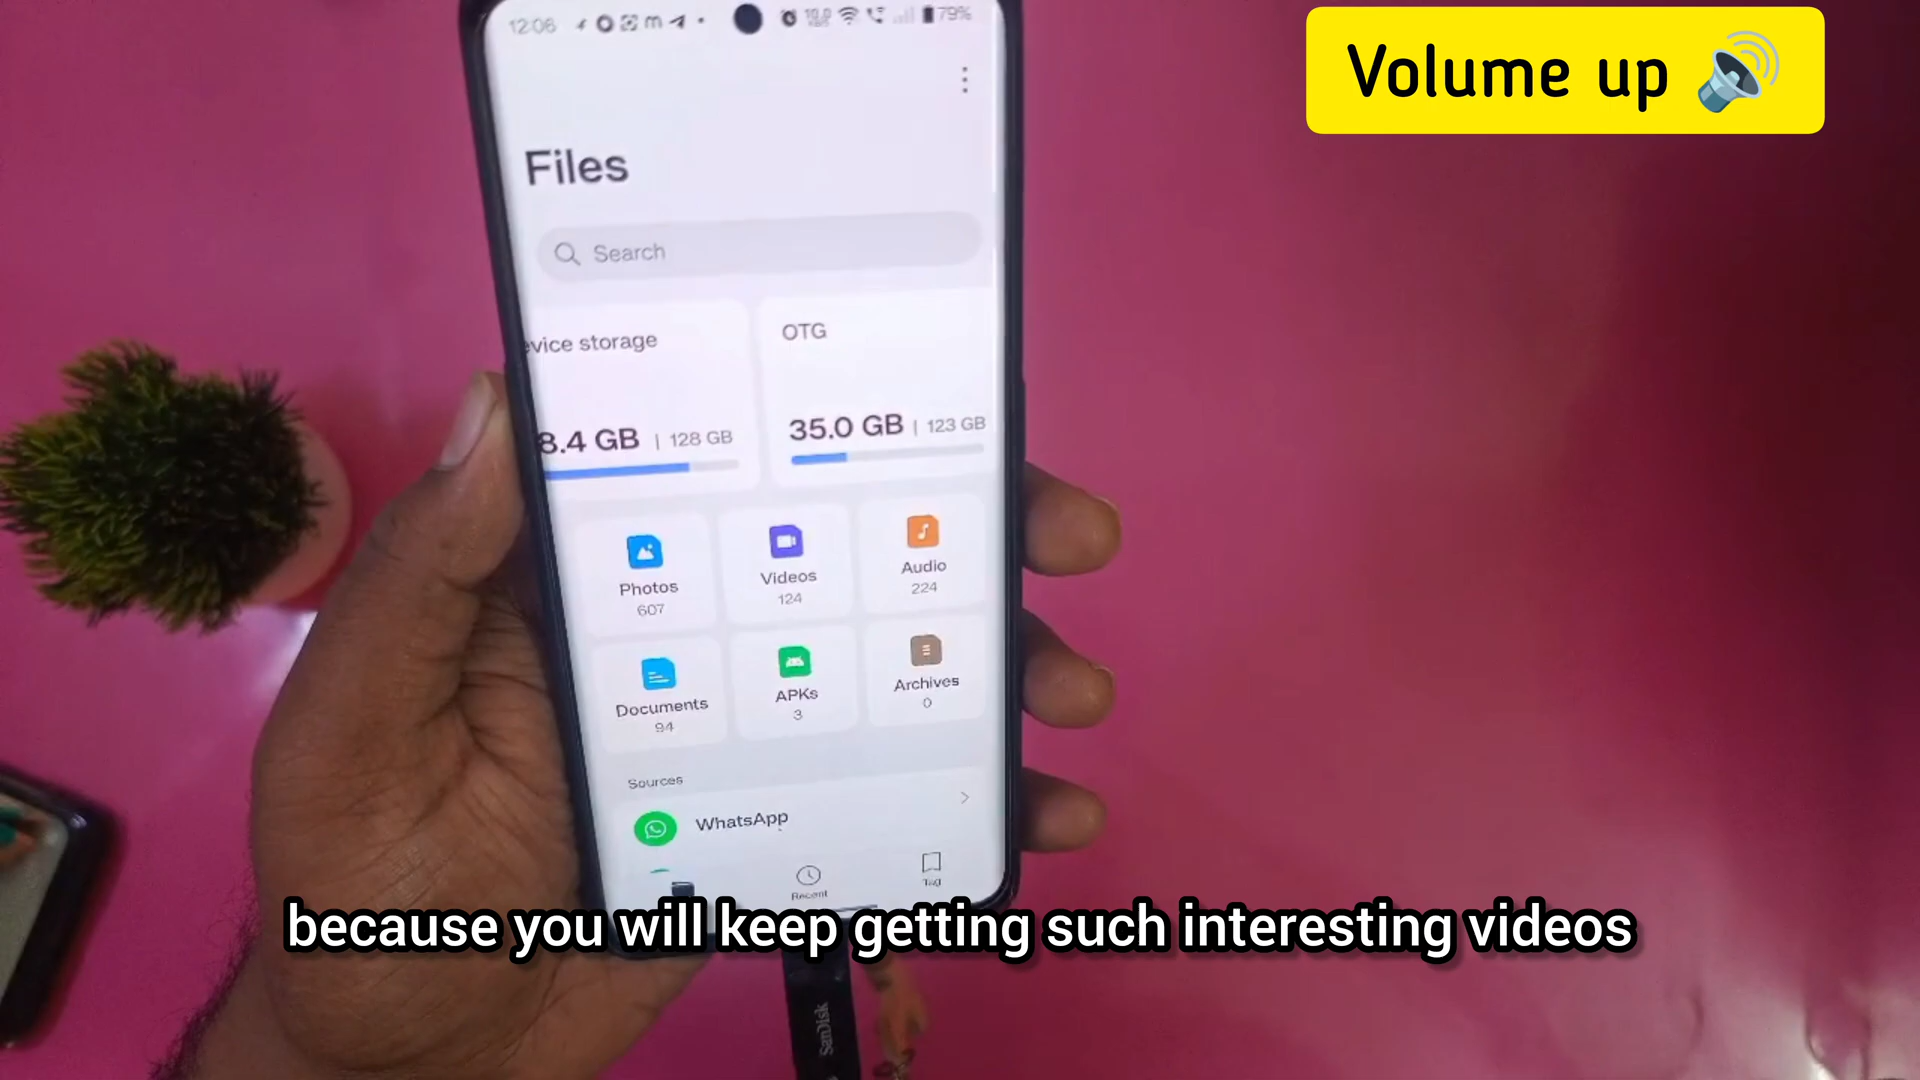 12:06
79%
Volume up
Files
Search
evice storage
OTG
8.4 GB | 128 GB
35.0 GB | 123 GB
Photos
607
Videos
124
Audio
224
Documents
94
APKs
3
Archives
0
Sources
WhatsApp
Recent
Tag
because you will keep getting such interesting videos
SanDisk